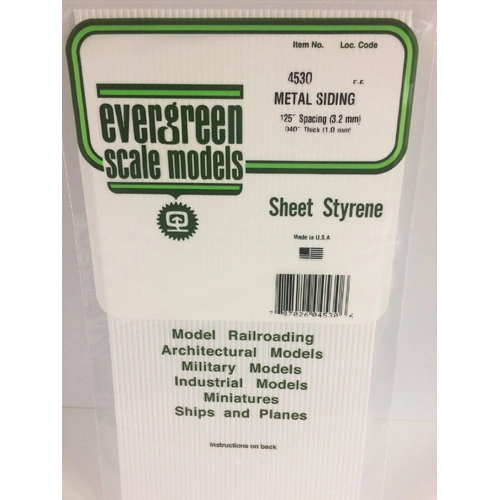 Item No. Loc. Code
4530
METAL SIDING
.125" Spacing (3.2 mm)
.040" Thick (1.0 mm)
evergreen
scale models
Sheet Styrene
Made in U.S.A
Model Railroading
Architectural Models
Military Models
Industrial Models
Miniatures
Ships and Planes
Instructions on back